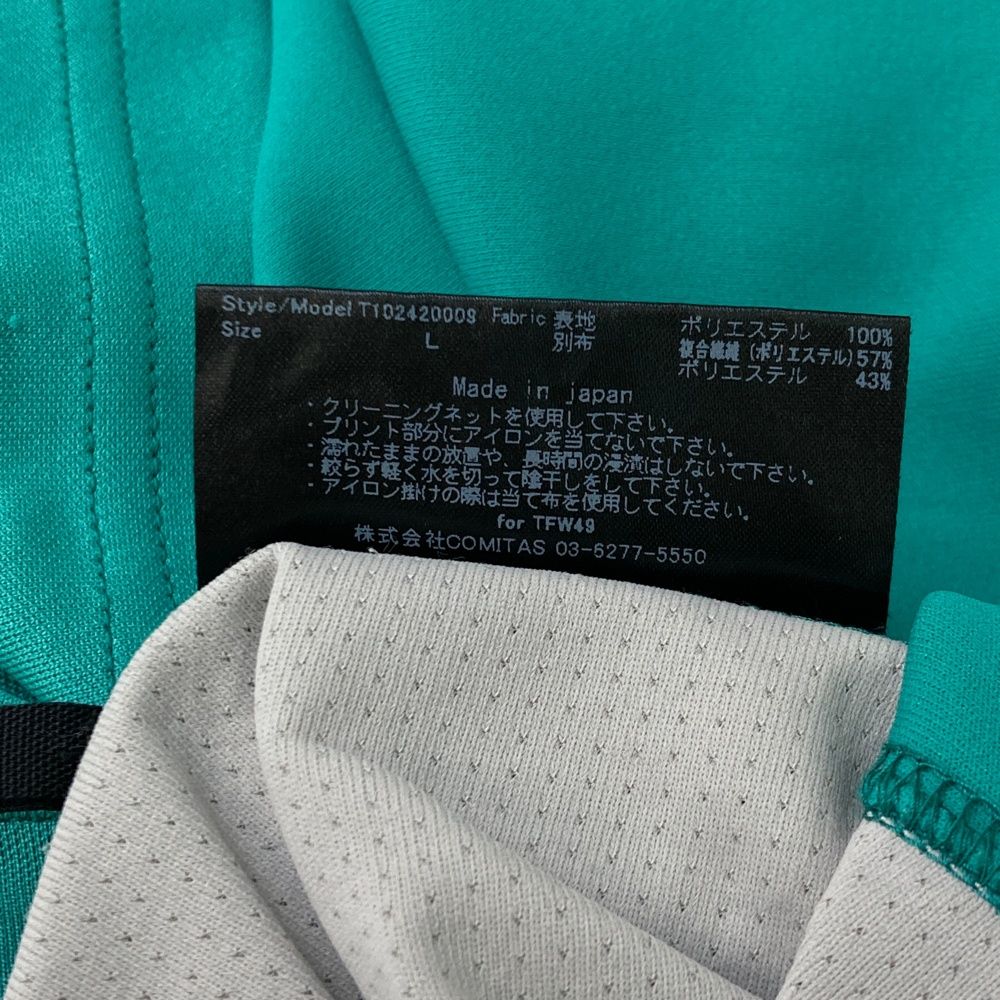 Style/Model T102420009 Fabric 表地 ポリエステル 100%
Size L 別布 複合繊維 (ポリエステル) 57%
ポリエステル 43%
Made in japan
・クリーニングネットを使用して下さい。
・プリント部分にアイロンを当てないで下さい。
・濡れたままの放置や、長時間の浸漬はしないで下さい。
・絞らず軽く水を切って陰干しをして下さい。
・アイロン掛けの際は当て布を使用してください。
for TFW49
株式会社COMITAS 03-6277-5550